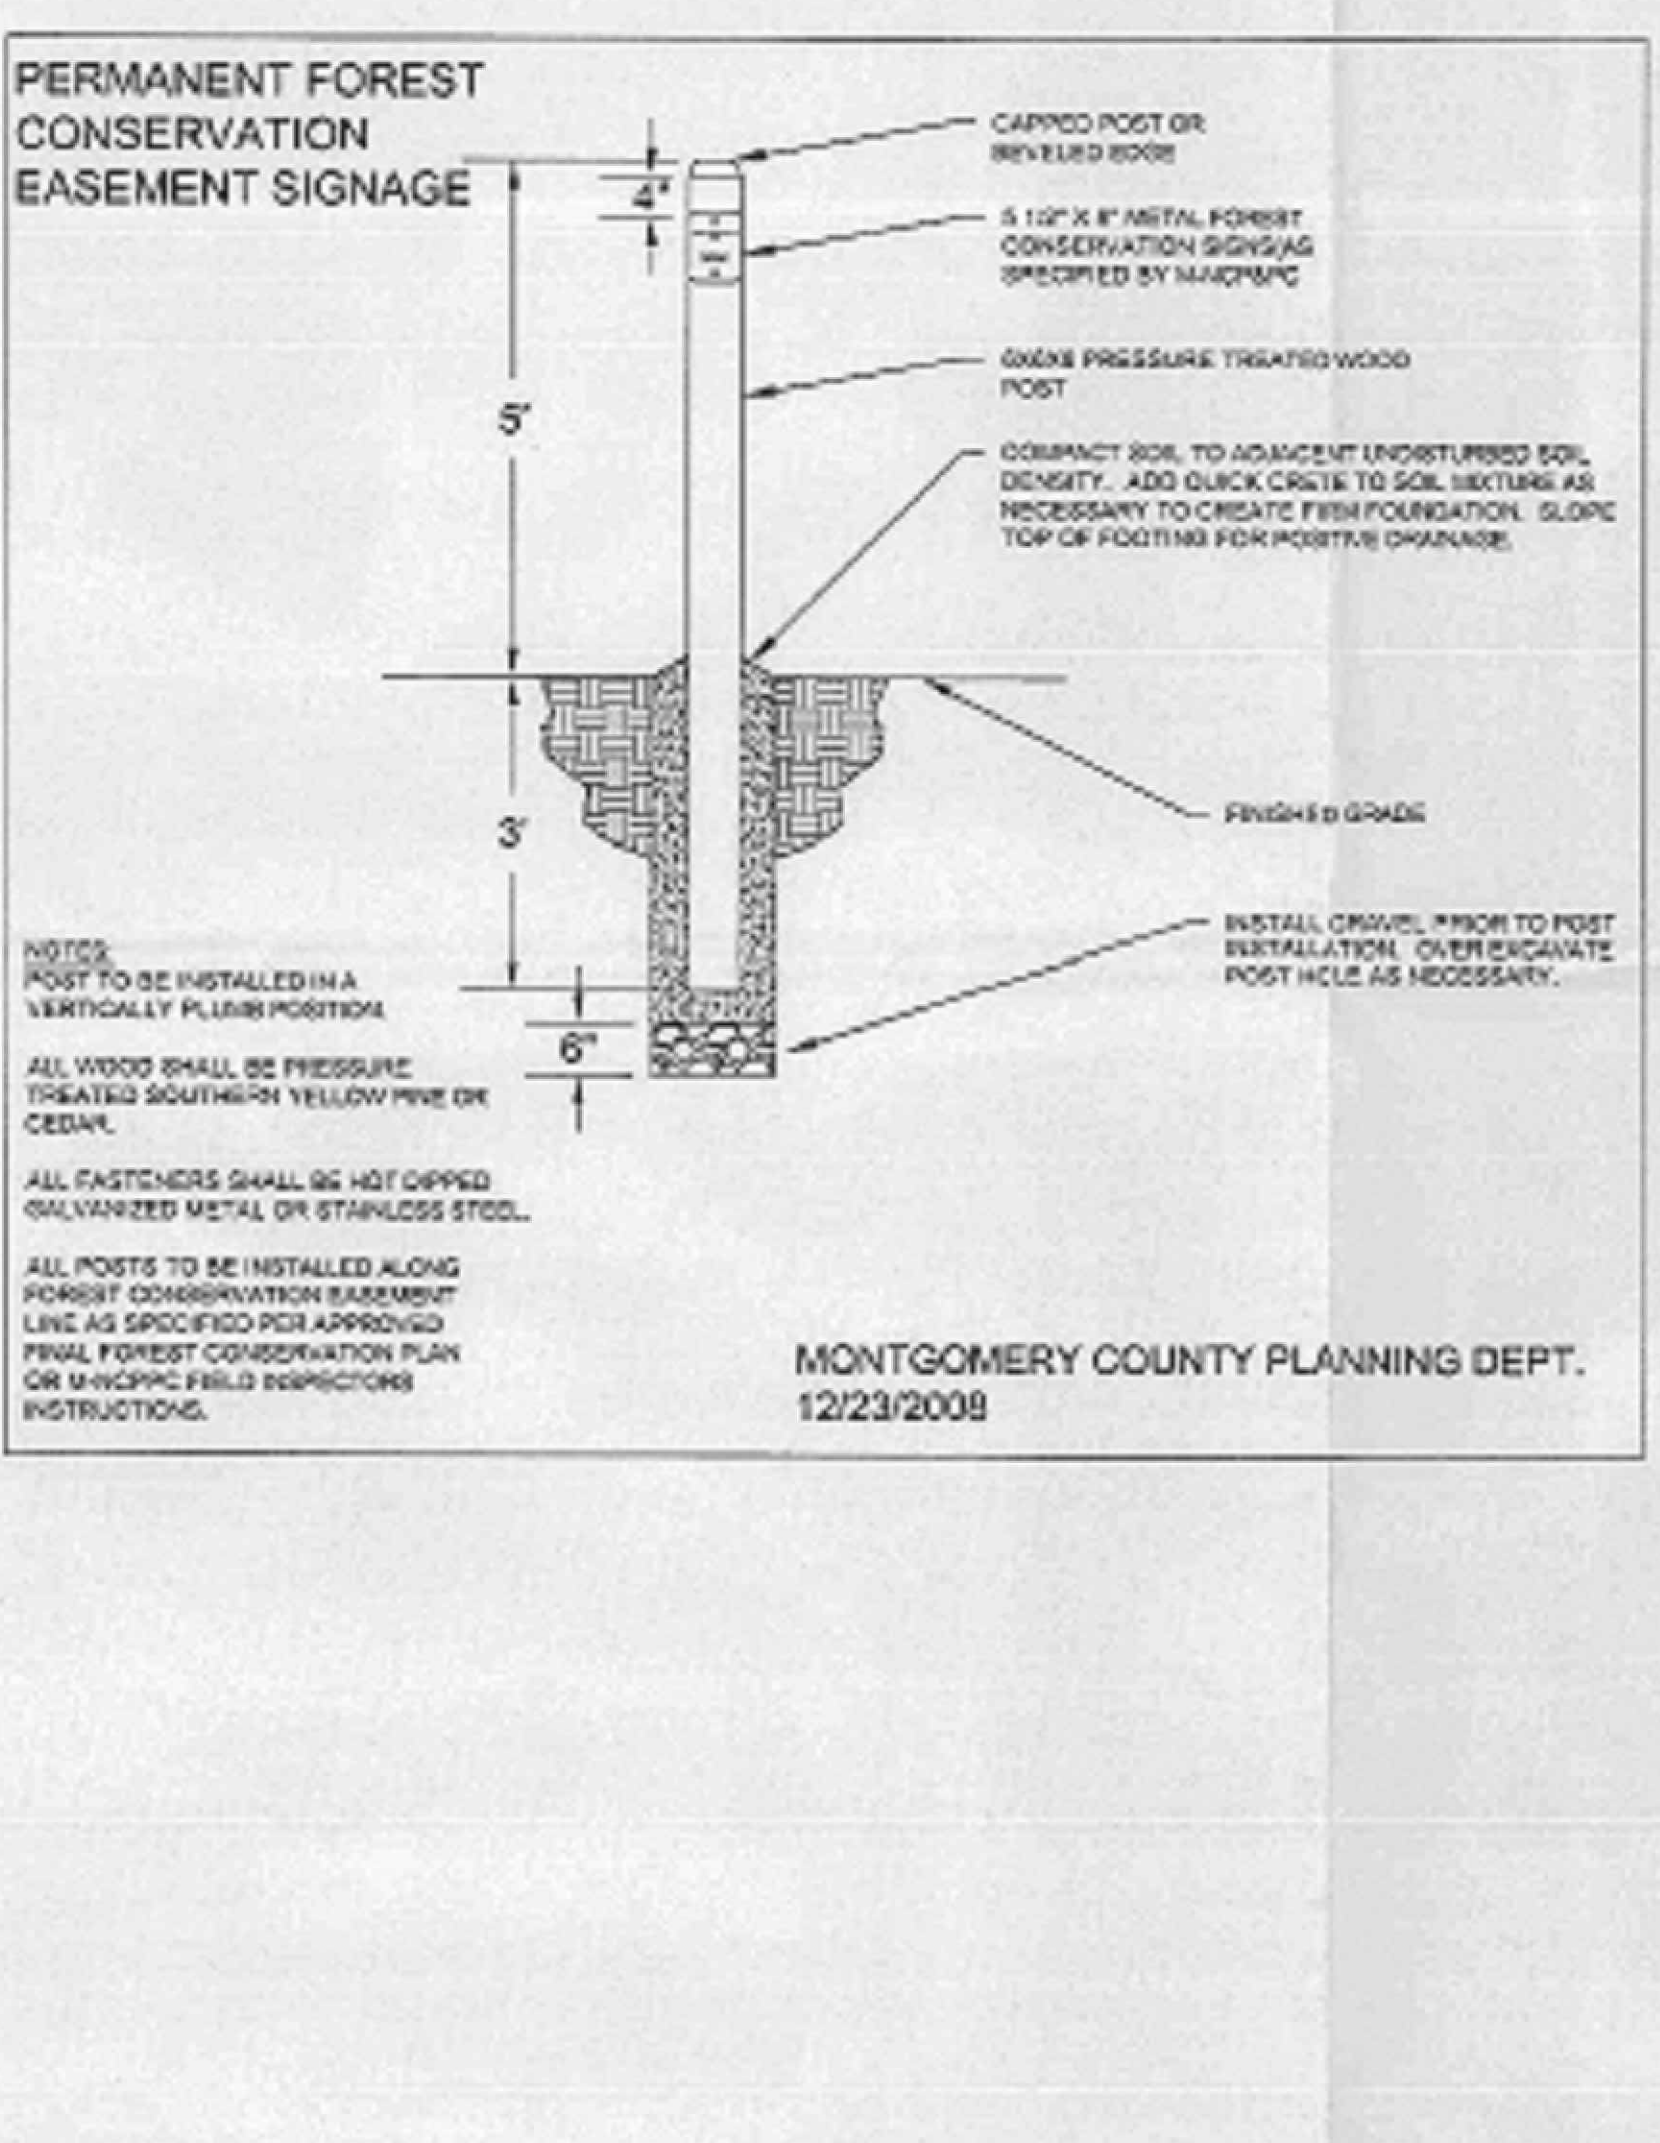 PERMANENT FOREST
CONSERVATION
EASEMENT SIGNAGE
CAPPED POST OR
BEVELED EDGE
4"
5 1/2" X 8" METAL FOREST
CONSERVATION SIGNS/AS
SPECIFIED BY
PRESSURE TREATED WOOD
POST
5'
COMPACT SOIL TO ADJACENT UNDISTURBED SOIL
DENSITY. ADD QUICK CRETE TO SOIL MIXTURE AS
NECESSARY TO CREATE FIRM FOUNDATION. SLOPE
TOP OF FOOTING FOR POSITIVE DRAINAGE.
3'
FINISHED GRADE
INSTALL GRAVEL PRIOR TO POST
INSTALLATION. OVER EXCAVATE
POST HOLE AS NECESSARY.
6"
NOTES:
POST TO BE INSTALLED IN A
VERTICALLY PLUMB POSITION.
ALL WOOD SHALL BE PRESSURE
TREATED SOUTHERN YELLOW PINE OR
CEDAR.
ALL FASTENERS SHALL BE HOT DIPPED
GALVANIZED METAL OR STAINLESS STEEL.
ALL POSTS TO BE INSTALLED ALONG
FOREST CONSERVATION EASEMENT
LINE AS SPECIFIED PER APPROVED
FINAL FOREST CONSERVATION PLAN
OR M-NCPPC FIELD INSPECTORS
INSTRUCTIONS.
MONTGOMERY COUNTY PLANNING DEPT.
12/23/2008